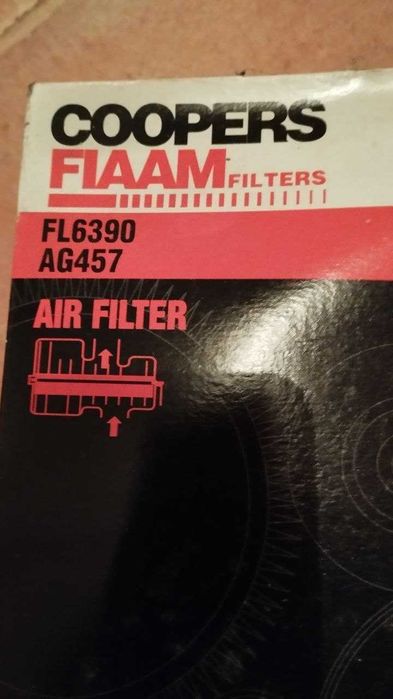 COOPERS
FIAAM FILTERS
FL6390
AG457
AIR FILTER